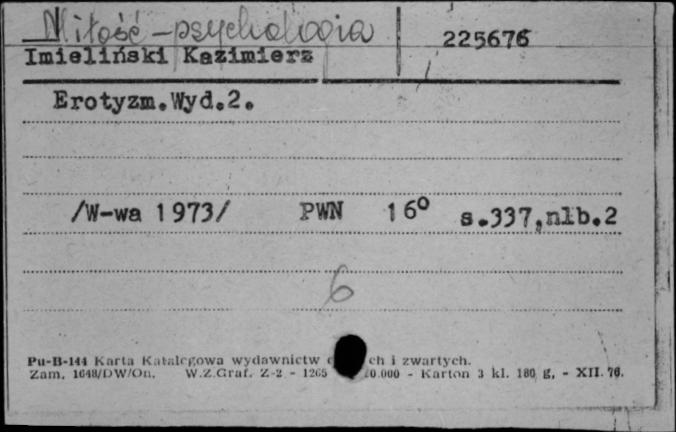 Miłość - psychologia
225676
Imieliński Kazimierz
Erotyzm.Wyd.2.
/W-wa 1973/ PWN 16° s.337,nlb.2
6
Pu-B-144 Karta Katalogowa wydawnictw ch i zwartych.
Zam. 1648/DW/On. W.Z.Graf. Z-2 - 1265 0.000 - Karton 3 kl. 180 g, - XII. 76.